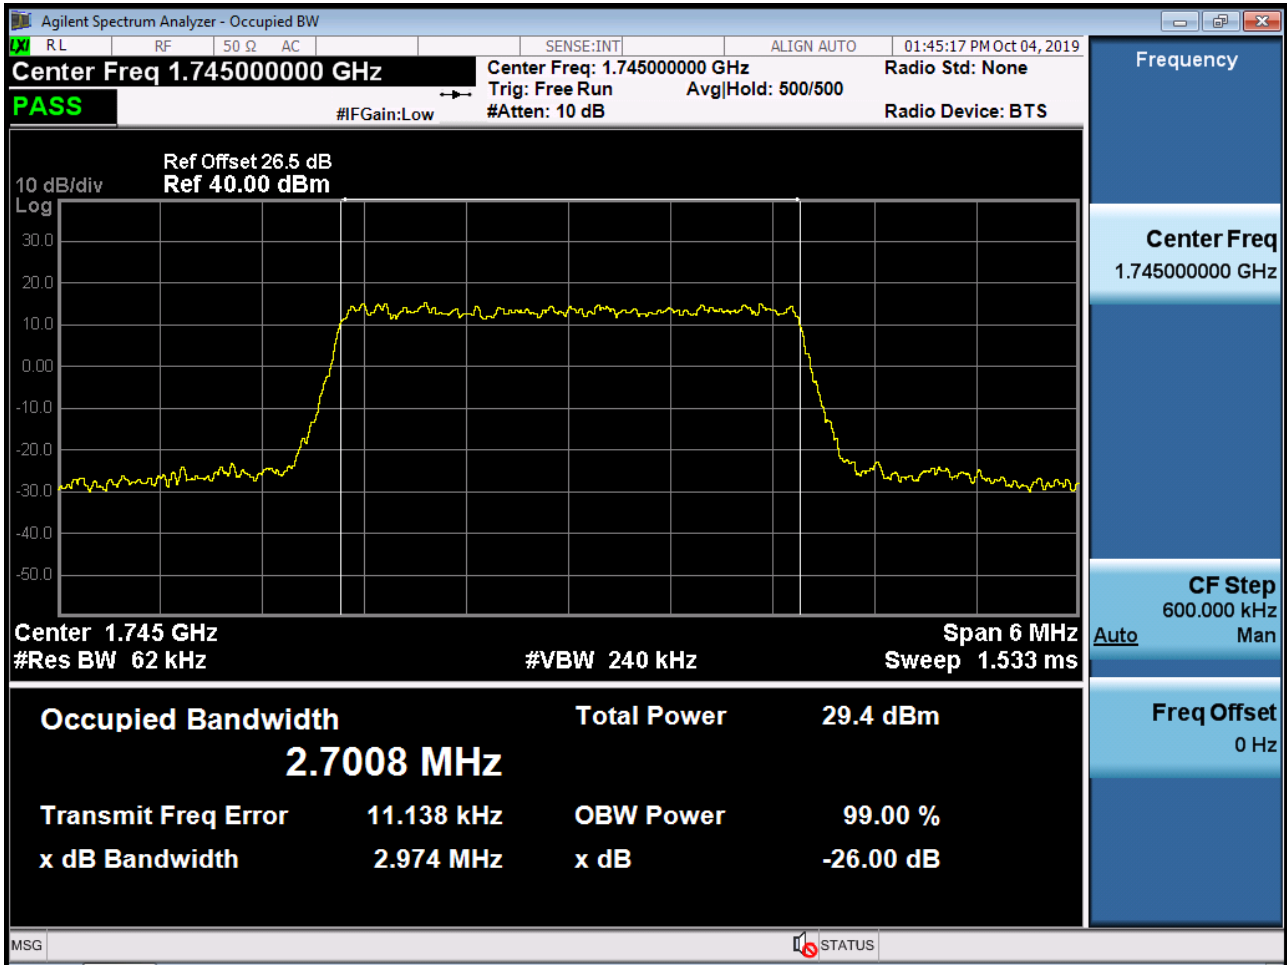 Agilent Spectrum Analyzer - Occupied BW
LXI RL RF 50 Ω AC SENSE:INT ALIGN AUTO 01:45:17 PM Oct 04, 2019
Center Freq 1.745000000 GHz
Center Freq: 1.745000000 GHz
Radio Std: None
Trig: Free Run Avg|Hold: 500/500
PASS
#IFGain:Low
#Atten: 10 dB
Radio Device: BTS
Ref Offset 26.5 dB
10 dB/div Ref 40.00 dBm
Log
30.0
20.0
10.0
0.00
-10.0
-20.0
-30.0
-40.0
-50.0
Center 1.745 GHz Span 6 MHz
#Res BW 62 kHz #VBW 240 kHz Sweep 1.533 ms
Occupied Bandwidth Total Power 29.4 dBm
2.7008 MHz
Transmit Freq Error 11.138 kHz OBW Power 99.00 %
x dB Bandwidth 2.974 MHz x dB -26.00 dB
MSG STATUS
Frequency
Center Freq
1.745000000 GHz
CF Step
600.000 kHz
Auto Man
Freq Offset
0 Hz